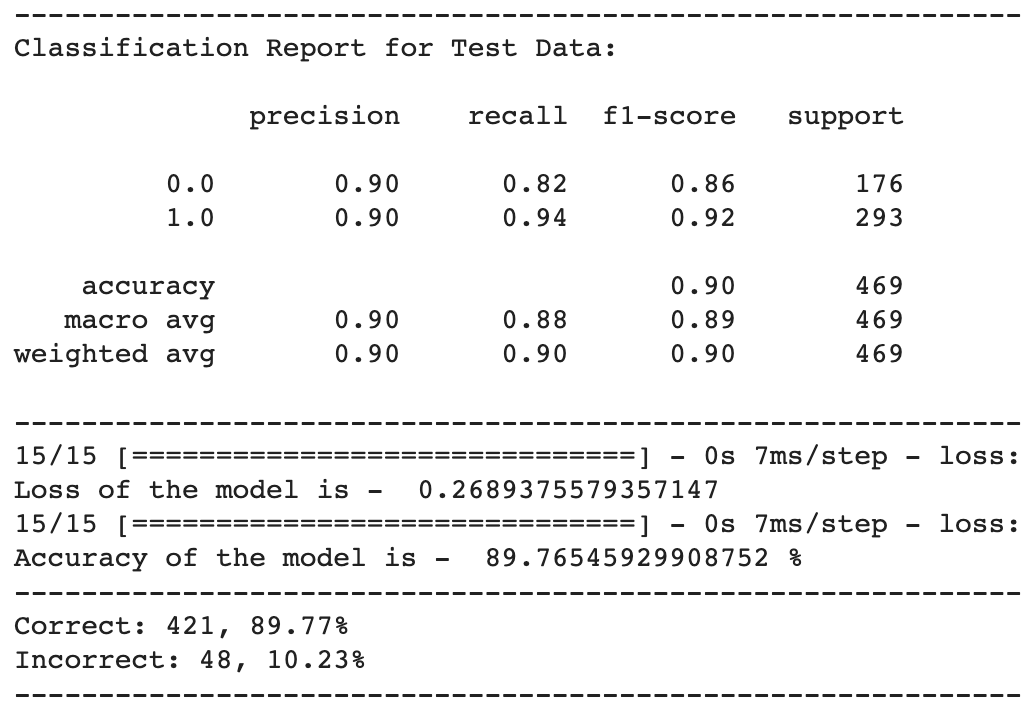 ------------------------------------------------------------
Classification Report for Test Data:
              precision    recall  f1-score   support
         0.0       0.90      0.82      0.86       176
         1.0       0.90      0.94      0.92       293
    accuracy                           0.90       469
   macro avg       0.90      0.88      0.89       469
weighted avg       0.90      0.90      0.90       469
------------------------------------------------------------
15/15 [==============================] - 0s 7ms/step - loss:
Loss of the model is -  0.2689375579357147
15/15 [==============================] - 0s 7ms/step - loss:
Accuracy of the model is -  89.76545929908752 %
------------------------------------------------------------
Correct: 421, 89.77%
Incorrect: 48, 10.23%
------------------------------------------------------------